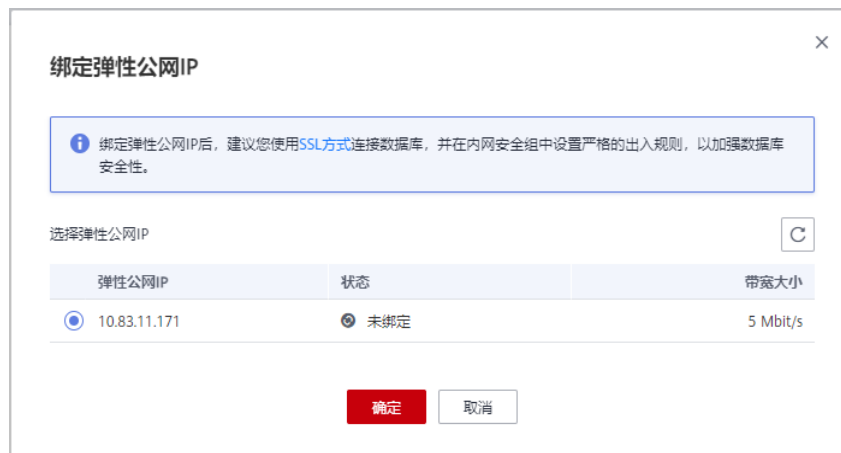 绑定弹性公网IP
绑定弹性公网IP后，建议您使用SSL方式连接数据库，并在内网安全组中设置严格的出入规则，以加强数据库
安全性。
选择弹性公网IP
弹性公网IP 状态 带宽大小
10.83.11.171 未绑定 5 Mbit/s
确定 取消